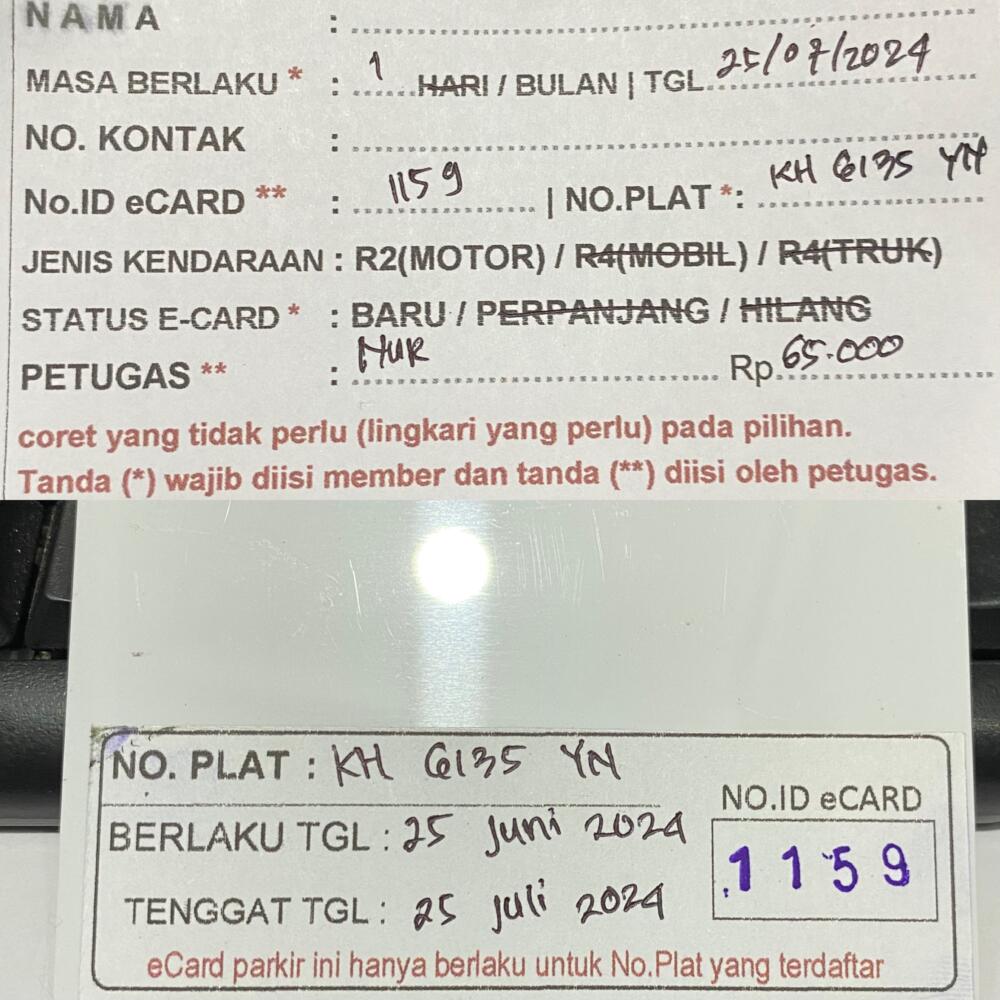 NAMA :
MASA BERLAKU * : 1 HARI / BULAN | TGL. 25/07/2024
NO. KONTAK :
No.ID eCARD ** : 1159 | NO.PLAT *: KH 6135 YN
JENIS KENDARAAN : R2(MOTOR) / R4(MOBIL) / R4(TRUK)
STATUS E-CARD * : BARU / PERPANJANG / HILANG
PETUGAS ** : NUR Rp. 65.000
coret yang tidak perlu (lingkari yang perlu) pada pilihan.
Tanda (*) wajib diisi member dan tanda (**) diisi oleh petugas.
NO. PLAT : KH 6135 YN
NO.ID eCARD
BERLAKU TGL : 25 Juni 2024
1159
TENGGAT TGL : 25 Juli 2024
eCard parkir ini hanya berlaku untuk No.Plat yang terdaftar